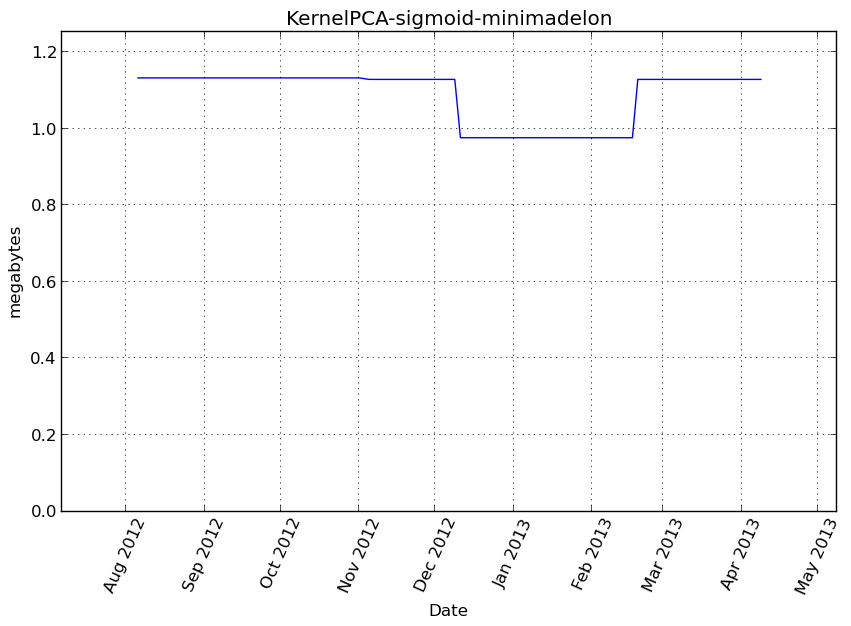 KernelPCA-sigmoid-minimadelon
1.2
1.0
0.8
0.6
0.4
0.2
0.0
megabytes
Aug 2012
Sep 2012
Oct 2012
Nov 2012
Dec 2012
Jan 2013
Feb 2013
Mar 2013
Apr 2013
May 2013
Date